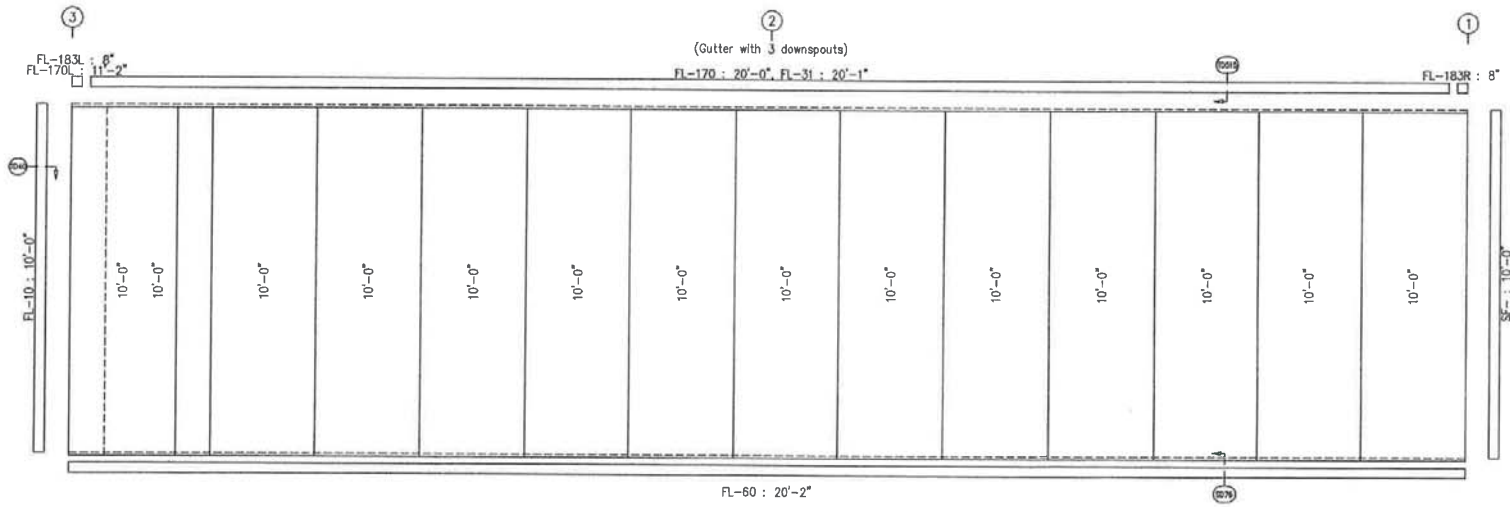 3
2
1
(Gutter with 3 downspouts)
FL-183L : 8"
FL-170L : 11'-2"
FL-170 : 20'-0", FL-31 : 20'-1"
FL-183R : 8"
FL-10 : 10'-0"
10'-0"
10'-0"
10'-0"
10'-0"
10'-0"
10'-0"
10'-0"
10'-0"
10'-0"
10'-0"
10'-0"
10'-0"
10'-0"
10'-0"
SF- : 10'-0"
FL-60 : 20'-2"